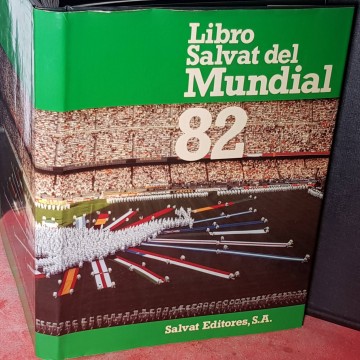 Libro
Salvat del
Mundial
82
Salvat Editores, S.A.